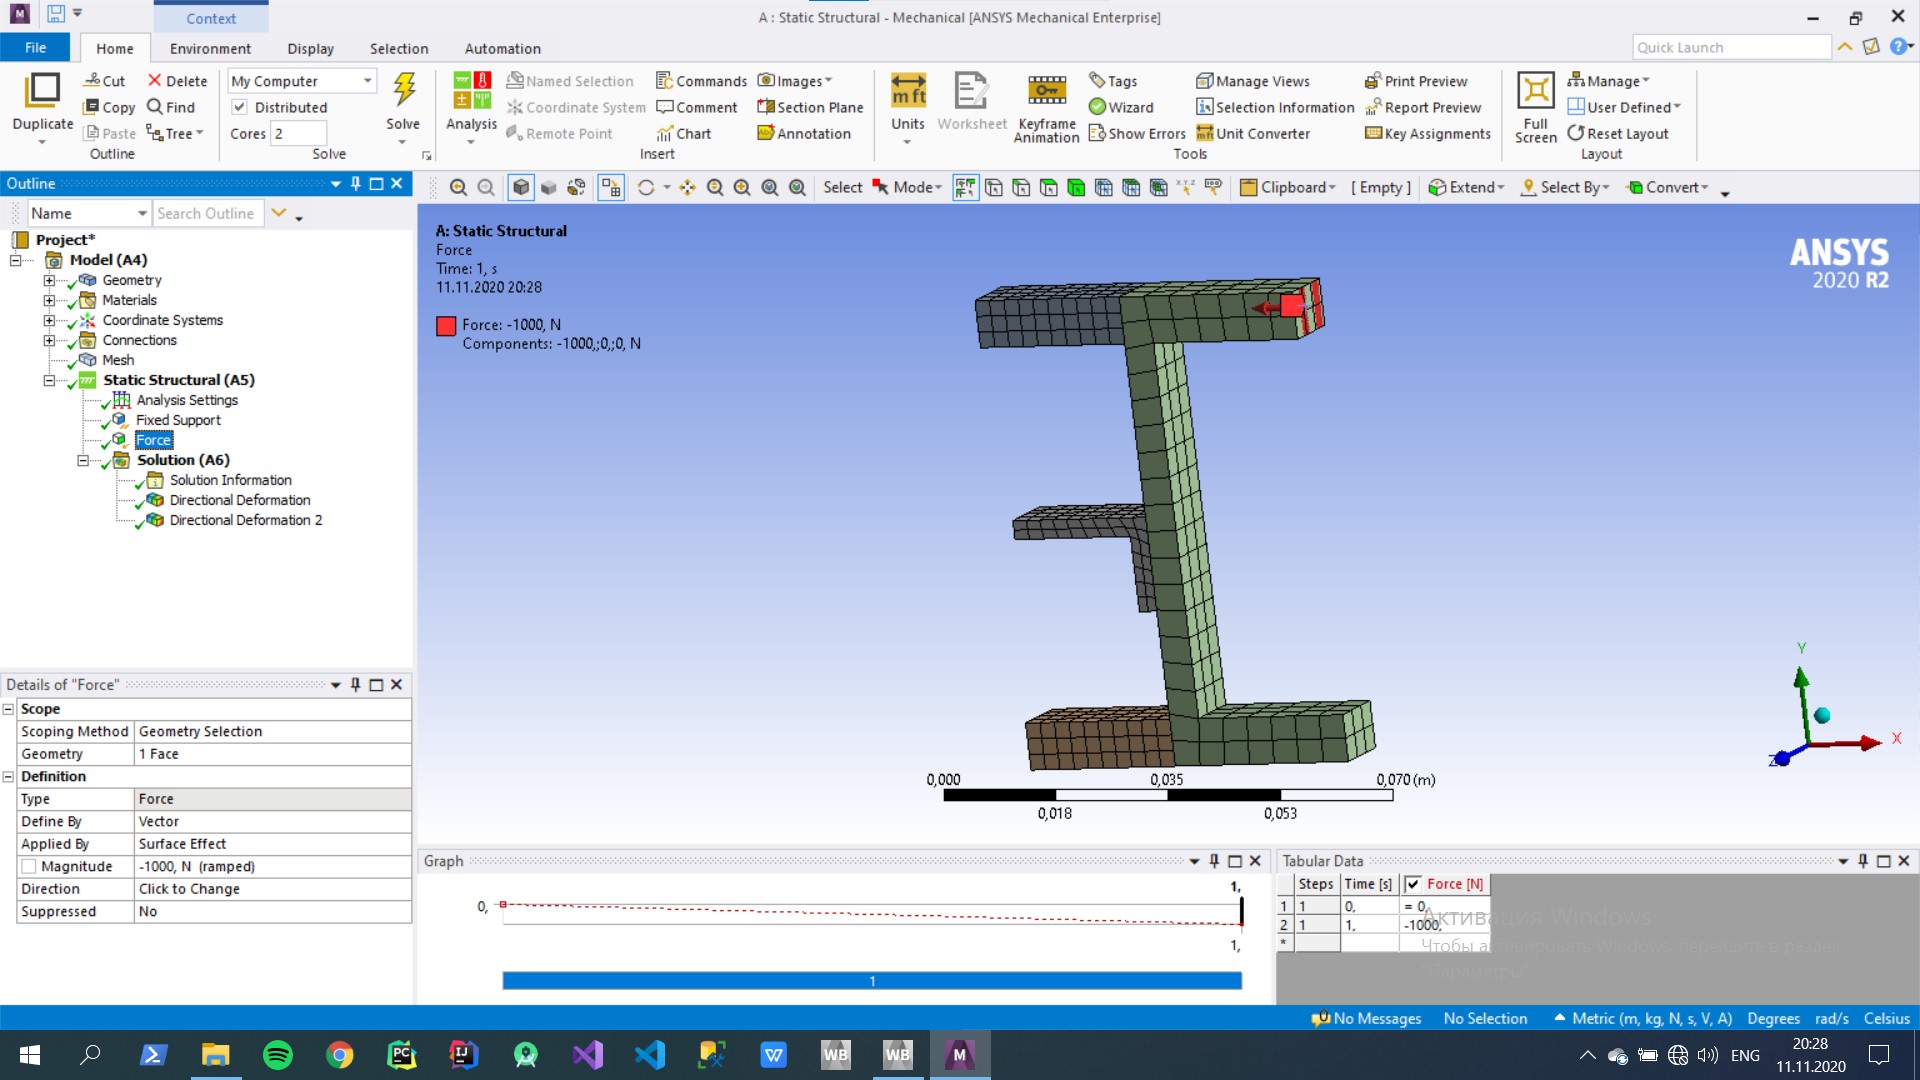 Context
A : Static Structural - Mechanical [ANSYS Mechanical Enterprise]
File
Home
Environment
Display
Selection
Automation
Quick Launch
Duplicate
Cut
Copy
Paste
Delete
Find
Tree
Outline
My Computer
Distributed
Cores 2
Solve
Solve
Analysis
Named Selection
Coordinate System
Remote Point
Commands
Comment
Chart
Images
Section Plane
Annotation
Insert
Units
Worksheet
Keyframe
Animation
Tags
Wizard
Show Errors
Manage Views
Selection Information
Unit Converter
Print Preview
Report Preview
Key Assignments
Tools
Full
Screen
Manage
User Defined
Reset Layout
Layout
Outline
Name
Search Outline
Select
Mode
Clipboard
[ Empty ]
Extend
Select By
Convert
Project*
Model (A4)
Geometry
Materials
Coordinate Systems
Connections
Mesh
Static Structural (A5)
Analysis Settings
Fixed Support
Force
Solution (A6)
Solution Information
Directional Deformation
Directional Deformation 2
A: Static Structural
Force
Time: 1, s
11.11.2020 20:28
Force: -1000, N
Components: -1000,;0,;0, N
ANSYS
2020 R2
Y
X
Z
0,000
0,035
0,070 (m)
0,018
0,053
Details of "Force"
Scope
Scoping Method Geometry Selection
Geometry 1 Face
Definition
Type Force
Define By Vector
Applied By Surface Effect
Magnitude -1000, N (ramped)
Direction Click to Change
Suppressed No
Graph
0,
1,
1,
1
Tabular Data
Steps Time [s] Force [N]
1 1 0, = 0,
2 1 1, -1000,
*
Активация Windows
Чтобы активировать Windows, перейдите в раздел
"Параметры".
No Messages
No Selection
Metric (m, kg, N, s, V, A)
Degrees
rad/s
Celsius
PC
IJ
W
WB
WB
M
ENG
20:28
11.11.2020